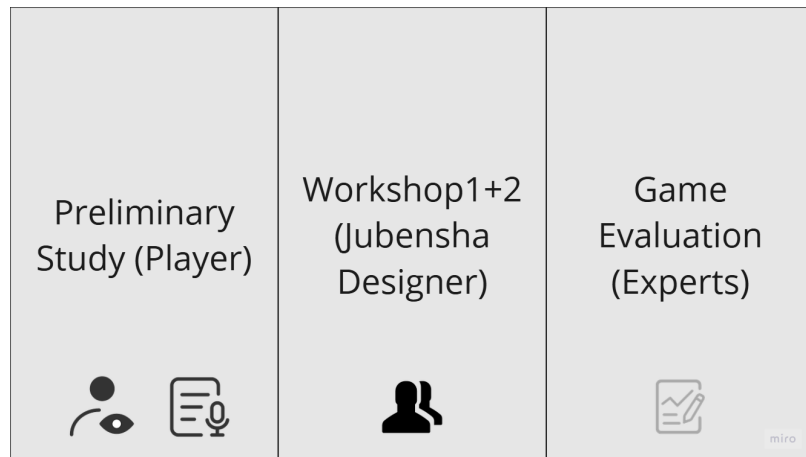 Preliminary
Study (Player)
Workshop1+2
(Jubensha
Designer)
Game
Evaluation
(Experts)
miro